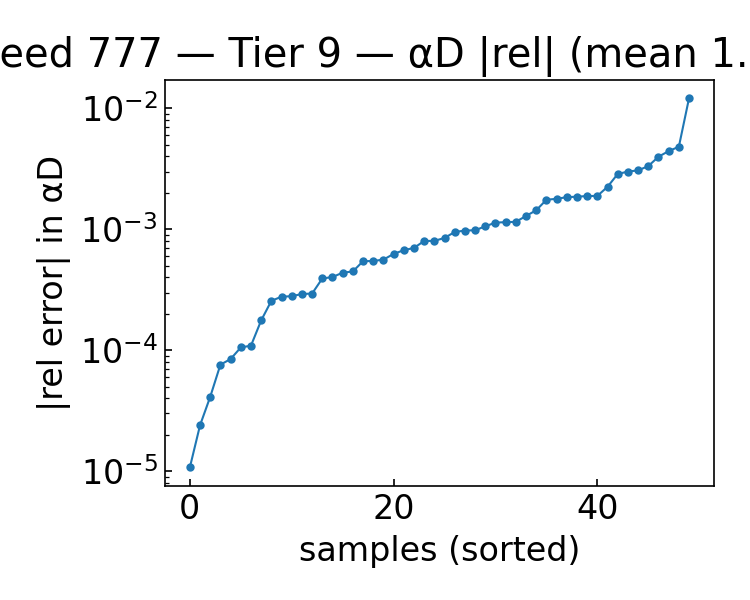 eed 777 — Tier 9 — αD |rel| (mean 1.
|rel error| in αD
10⁻²
10⁻³
10⁻⁴
10⁻⁵
0 20 40
samples (sorted)